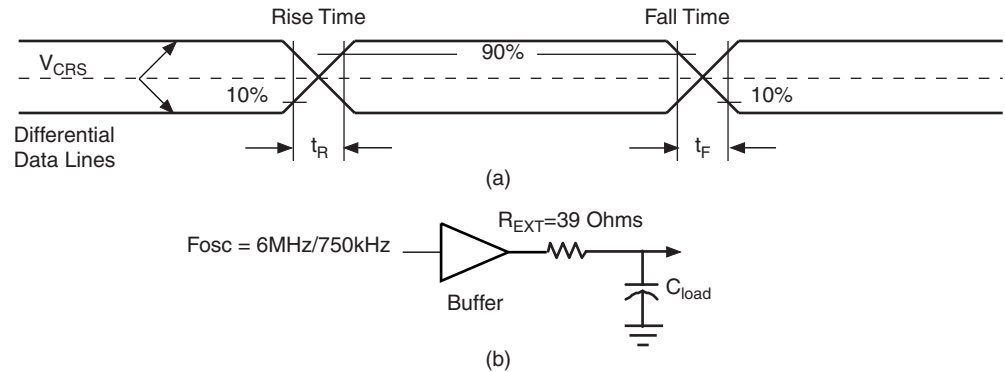 Rise Time
Fall Time
V_CRS
90%
10%
10%
Differential
Data Lines
t_R
t_F
(a)
R_EXT=39 Ohms
Fosc = 6MHz/750kHz
C_load
Buffer
(b)